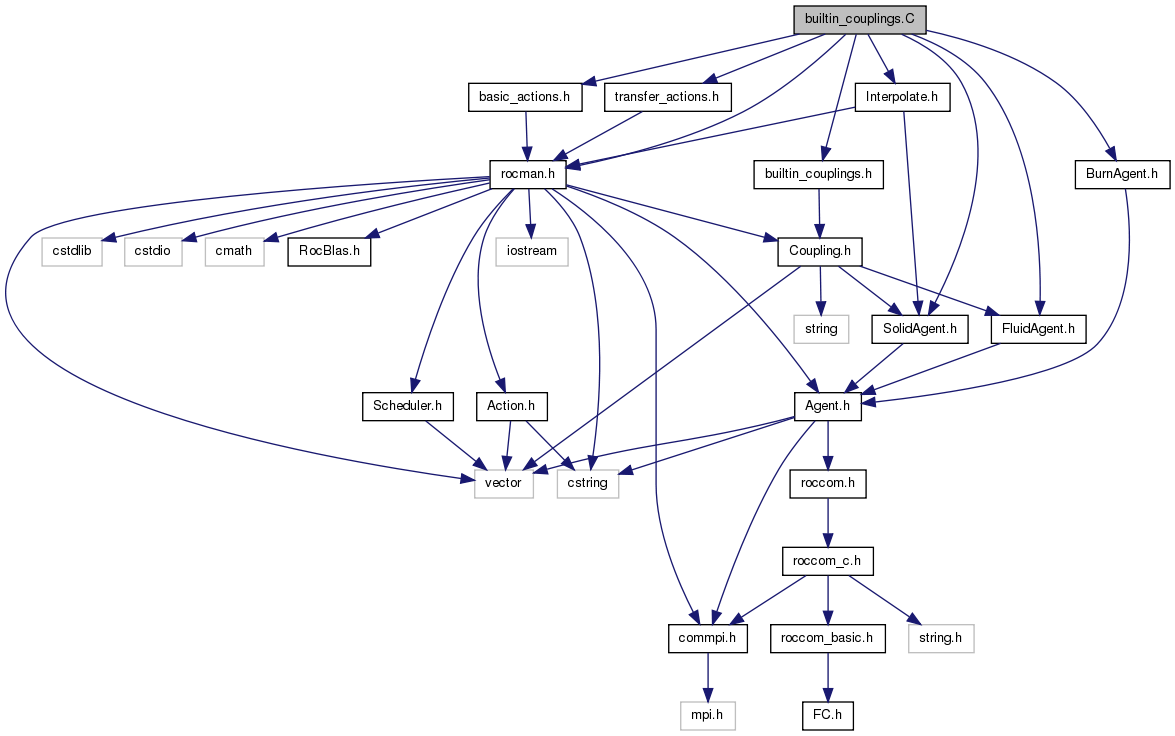 builtin_couplings.C
basic_actions.h
transfer_actions.h
Interpolate.h
rocman.h
builtin_couplings.h
BurnAgent.h
cstdlib
cstdio
cmath
RocBlas.h
iostream
Coupling.h
string
SolidAgent.h
FluidAgent.h
Scheduler.h
Action.h
Agent.h
vector
cstring
roccom.h
roccom_c.h
commpi.h
roccom_basic.h
string.h
mpi.h
FC.h